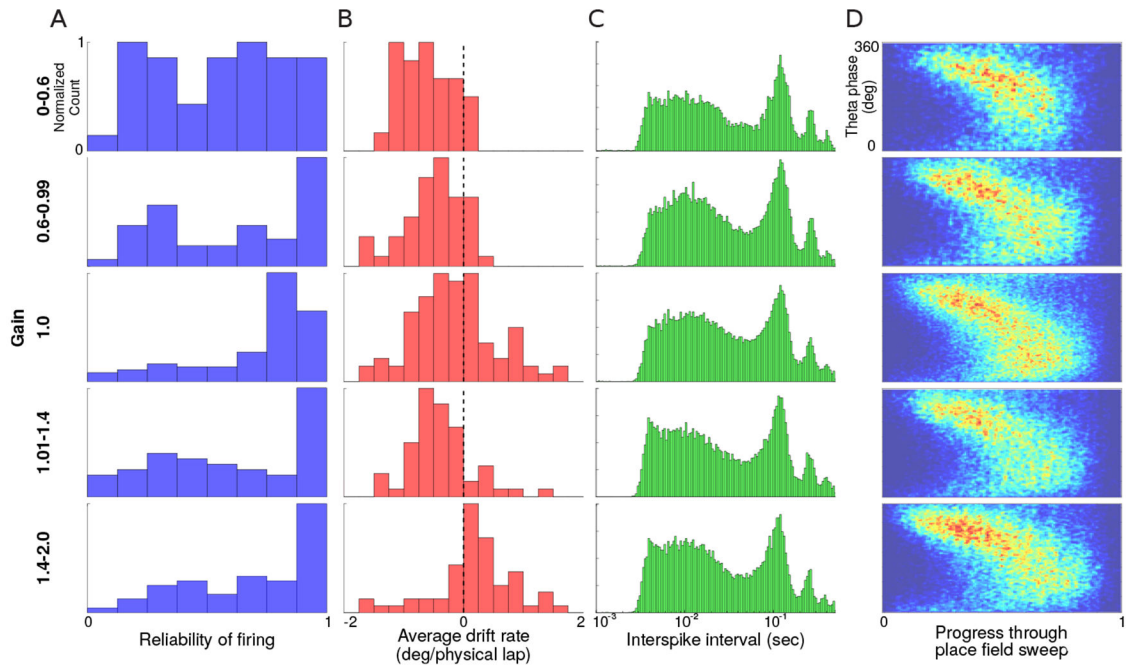 A
B
C
D
Gain
0-0.6
Normalized
Count
1
0
Theta phase
(deg)
360
0
0.6-0.99
1.0
1.01-1.4
1.4-2.0
0
1
Reliability of firing
-2
0
2
Average drift rate
(deg/physical lap)
10-3
10-2
10-1
Interspike interval (sec)
0
1
Progress through
place field sweep